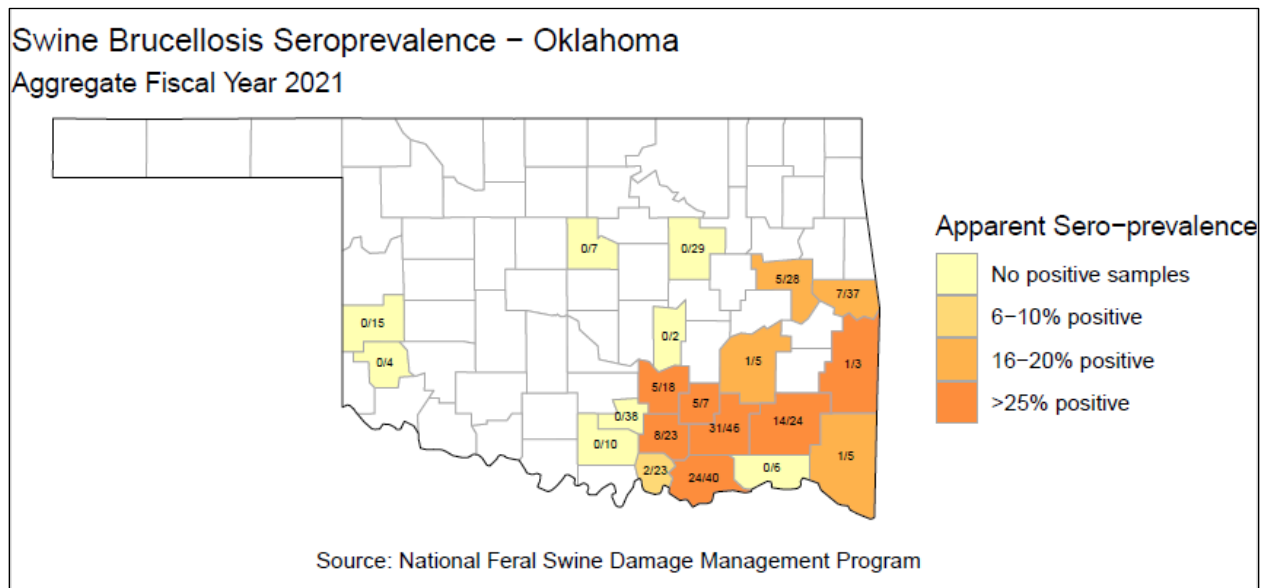 Swine Brucellosis Seroprevalence − Oklahoma
Aggregate Fiscal Year 2021
0/7
0/29
5/28
7/37
0/15
0/2
0/4
1/5
1/3
5/18
5/7
0/38
31/46
14/24
8/23
0/10
2/23
24/40
0/6
1/5
Apparent Sero−prevalence
No positive samples
6−10% positive
16−20% positive
>25% positive
Source: National Feral Swine Damage Management Program